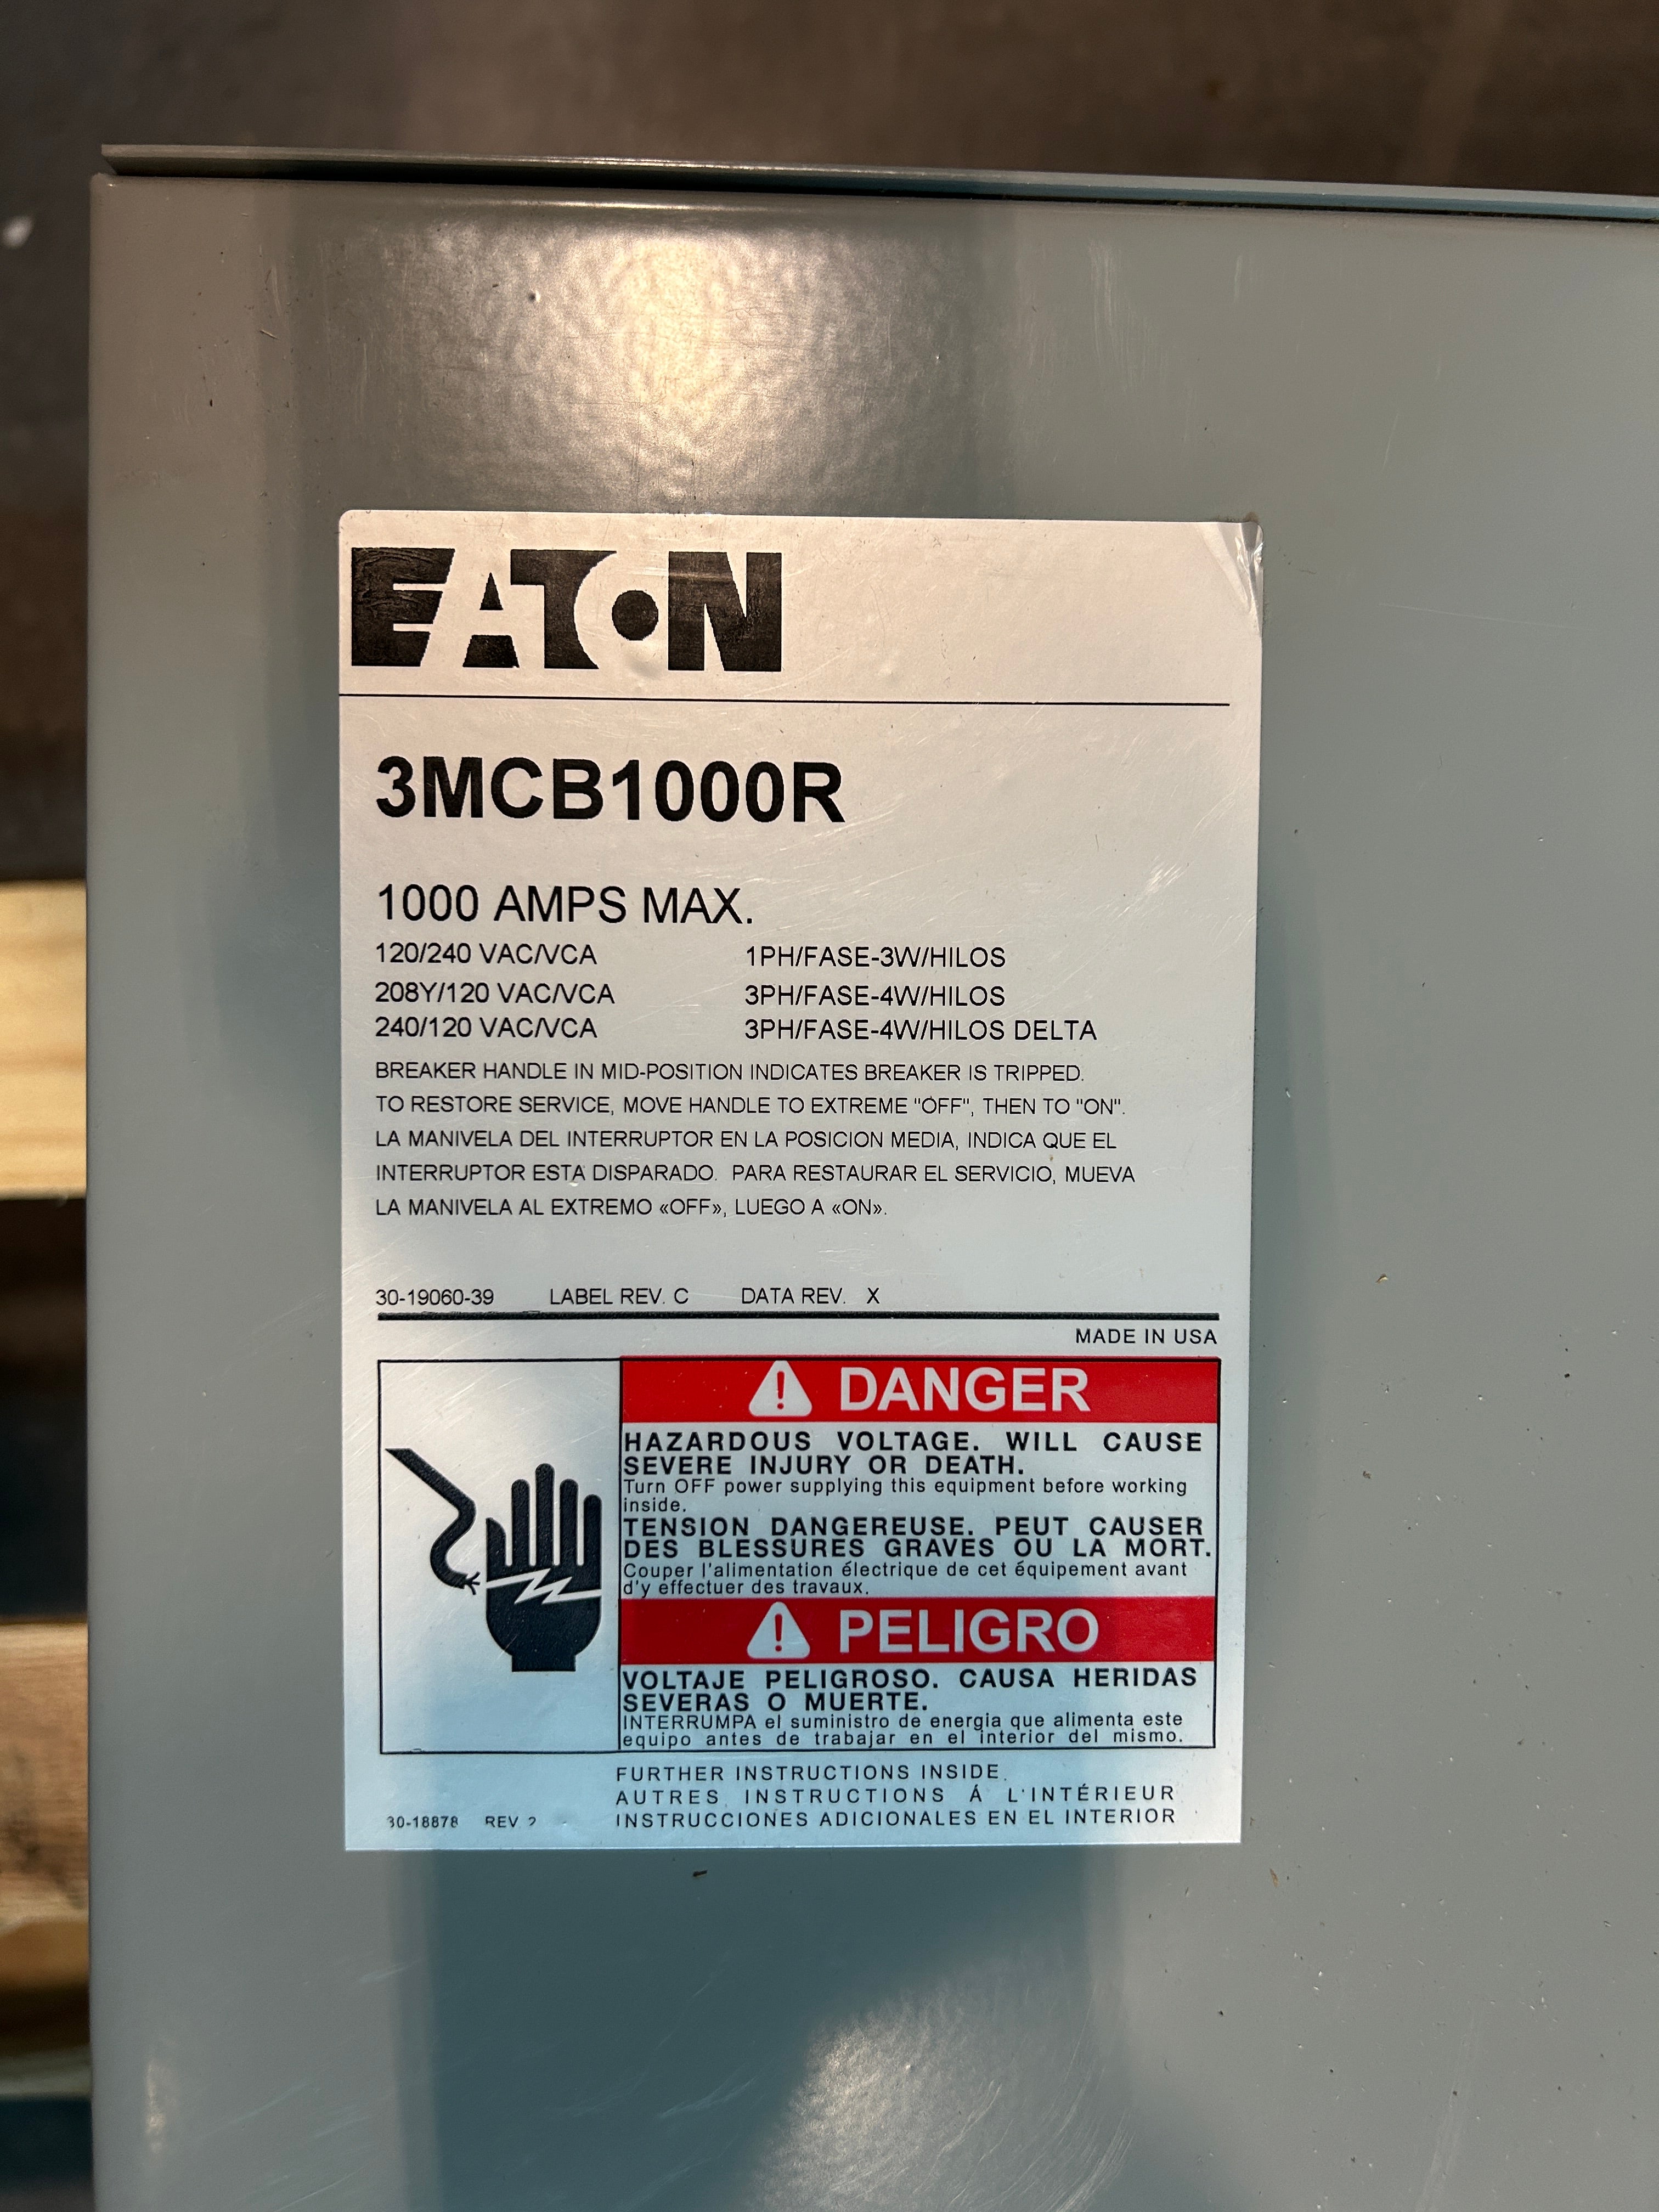 EATON
3MCB1000R
1000 AMPS MAX.
120/240 VAC/VCA 1PH/FASE-3W/HILOS
208Y/120 VAC/VCA 3PH/FASE-4W/HILOS
240/120 VAC/VCA 3PH/FASE-4W/HILOS DELTA
BREAKER HANDLE IN MID-POSITION INDICATES BREAKER IS TRIPPED.
TO RESTORE SERVICE, MOVE HANDLE TO EXTREME "OFF", THEN TO "ON".
LA MANIVELA DEL INTERRUPTOR EN LA POSICION MEDIA, INDICA QUE EL
INTERRUPTOR ESTA DISPARADO. PARA RESTAURAR EL SERVICIO, MUEVA
LA MANIVELA AL EXTREMO «OFF», LUEGO A «ON».
30-19060-39 LABEL REV. C DATA REV. X
MADE IN USA
DANGER
HAZARDOUS VOLTAGE. WILL CAUSE
SEVERE INJURY OR DEATH.
Turn OFF power supplying this equipment before working
inside.
TENSION DANGEREUSE. PEUT CAUSER
DES BLESSURES GRAVES OU LA MORT.
Couper l'alimentation électrique de cet équipement avant
d'y effectuer des travaux.
PELIGRO
VOLTAJE PELIGROSO. CAUSA HERIDAS
SEVERAS O MUERTE.
INTERRUMPA el suministro de energia que alimenta este
equipo antes de trabajar en el interior del mismo.
FURTHER INSTRUCTIONS INSIDE.
AUTRES INSTRUCTIONS Á L'INTÉRIEUR
30-18878 REV 2 INSTRUCCIONES ADICIONALES EN EL INTERIOR